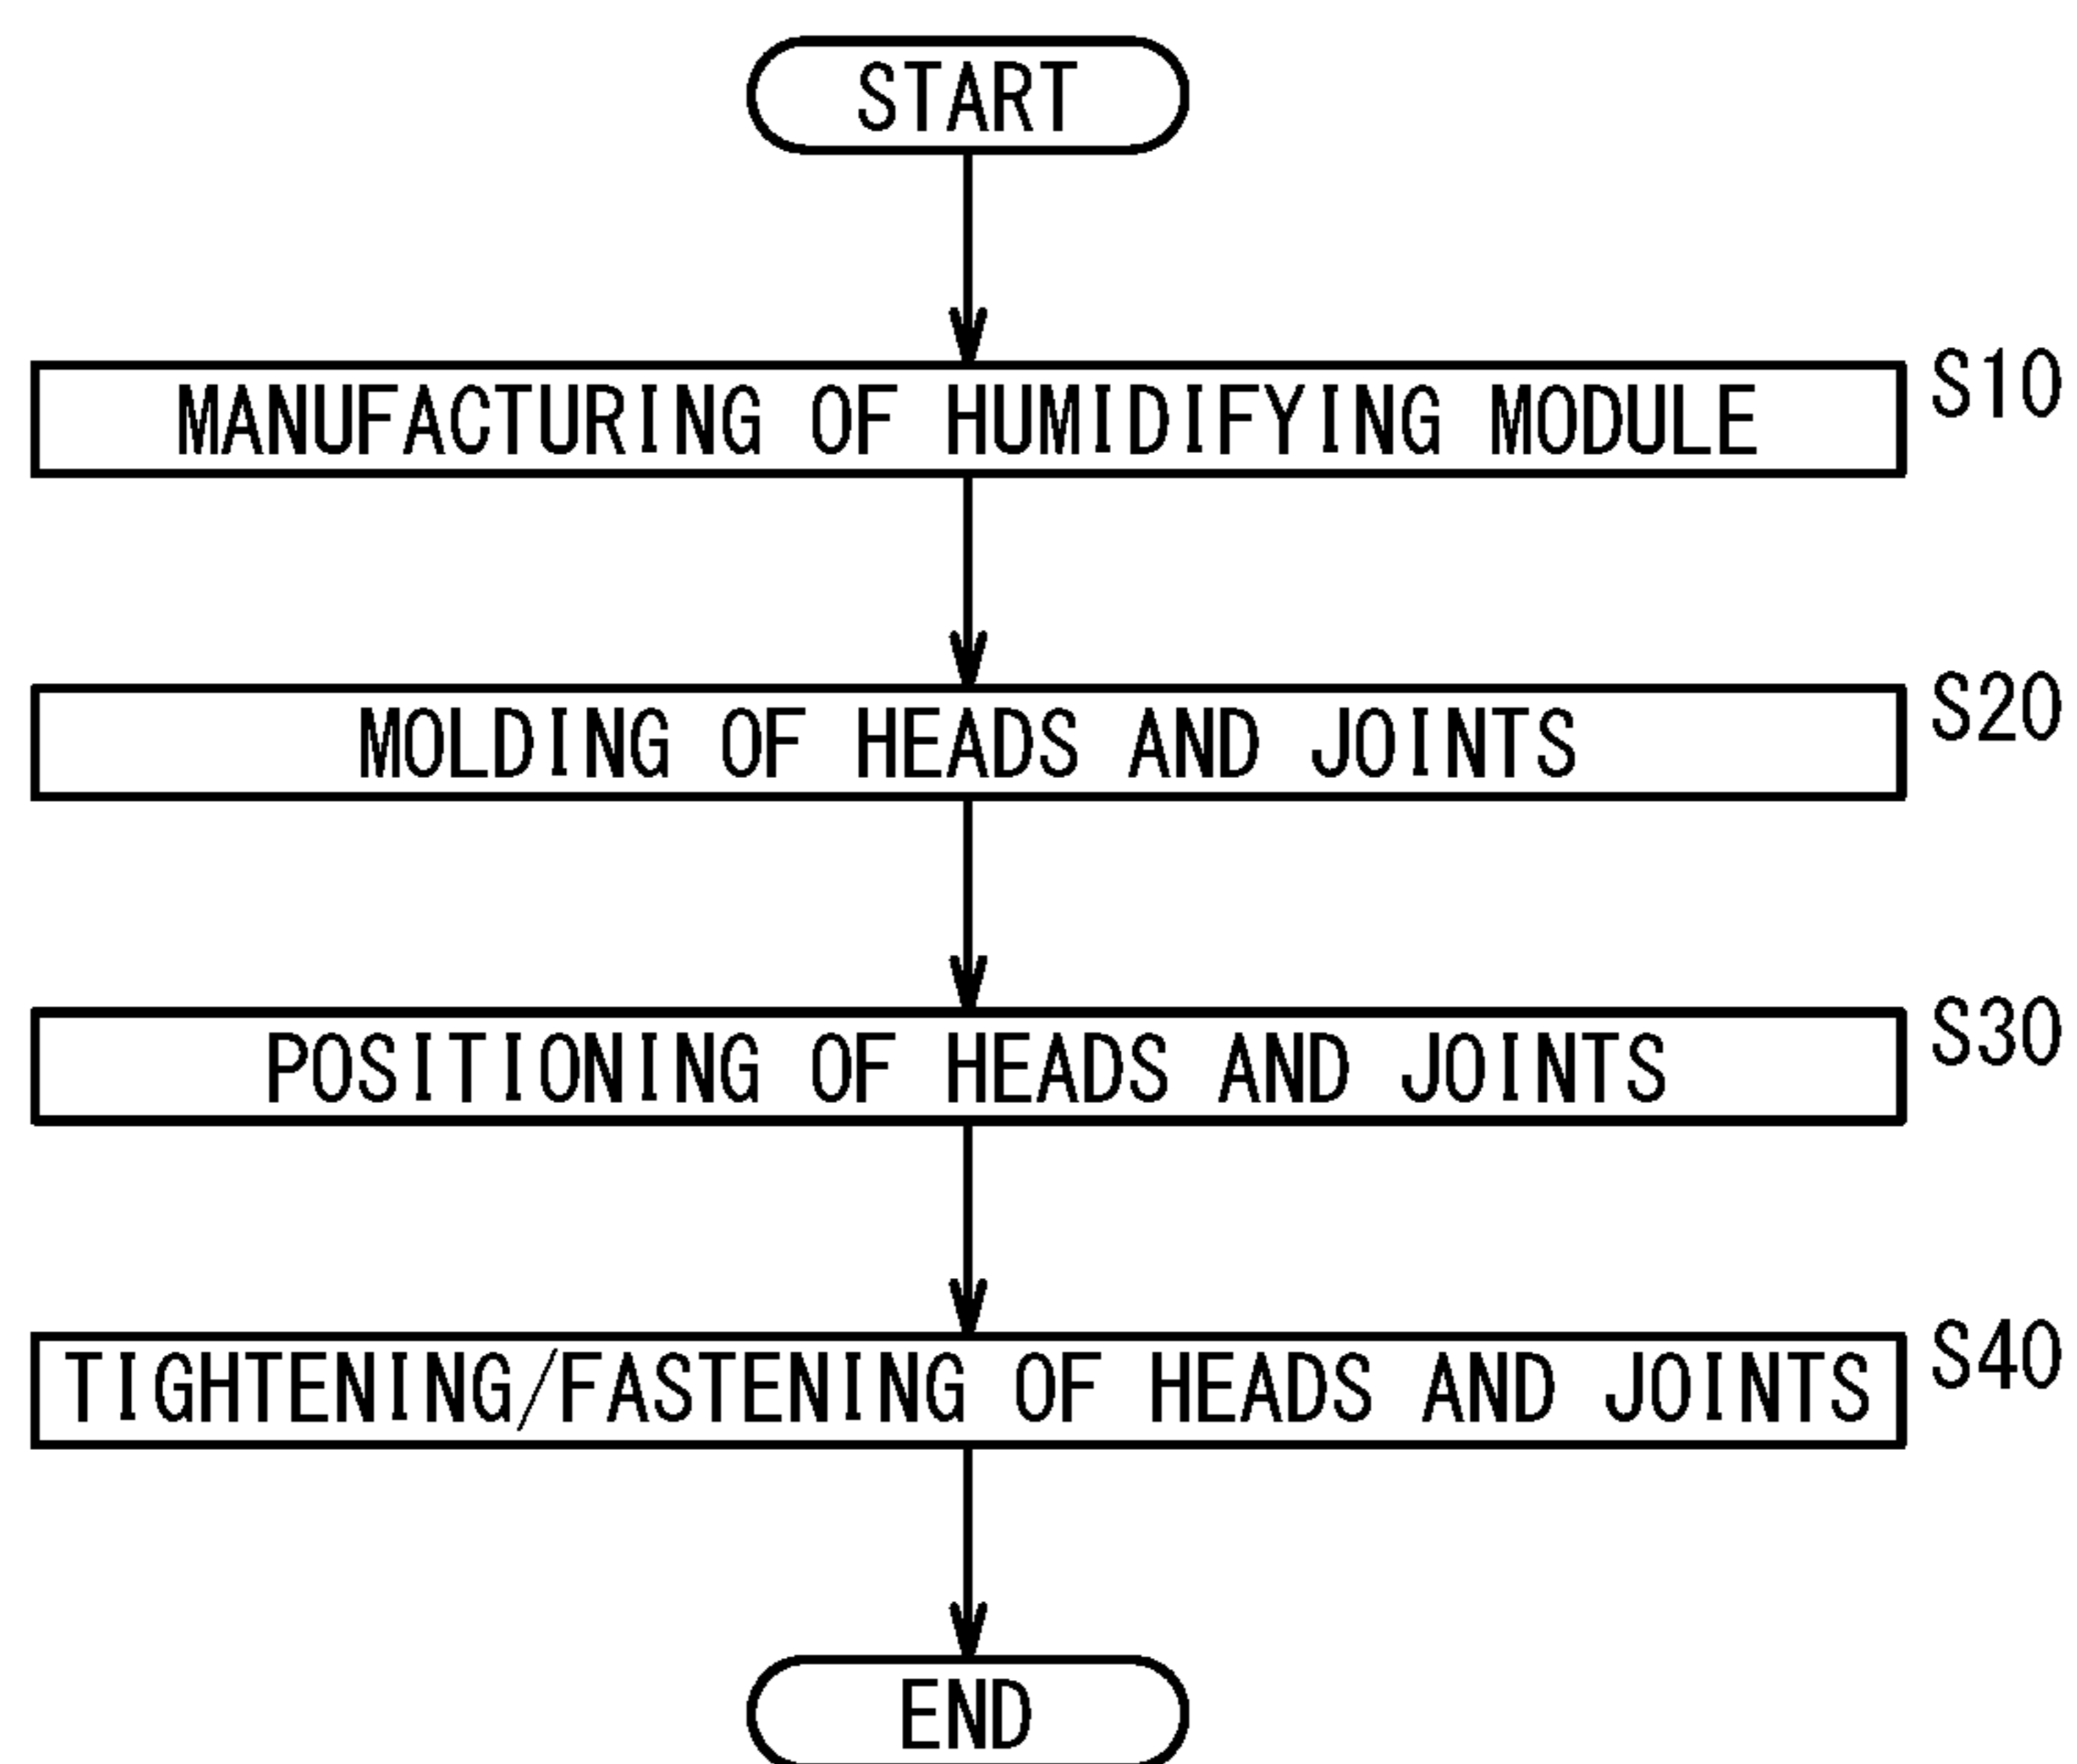 START
MANUFACTURING OF HUMIDIFYING MODULE S10
MOLDING OF HEADS AND JOINTS S20
POSITIONING OF HEADS AND JOINTS S30
TIGHTENING/FASTENING OF HEADS AND JOINTS S40
END